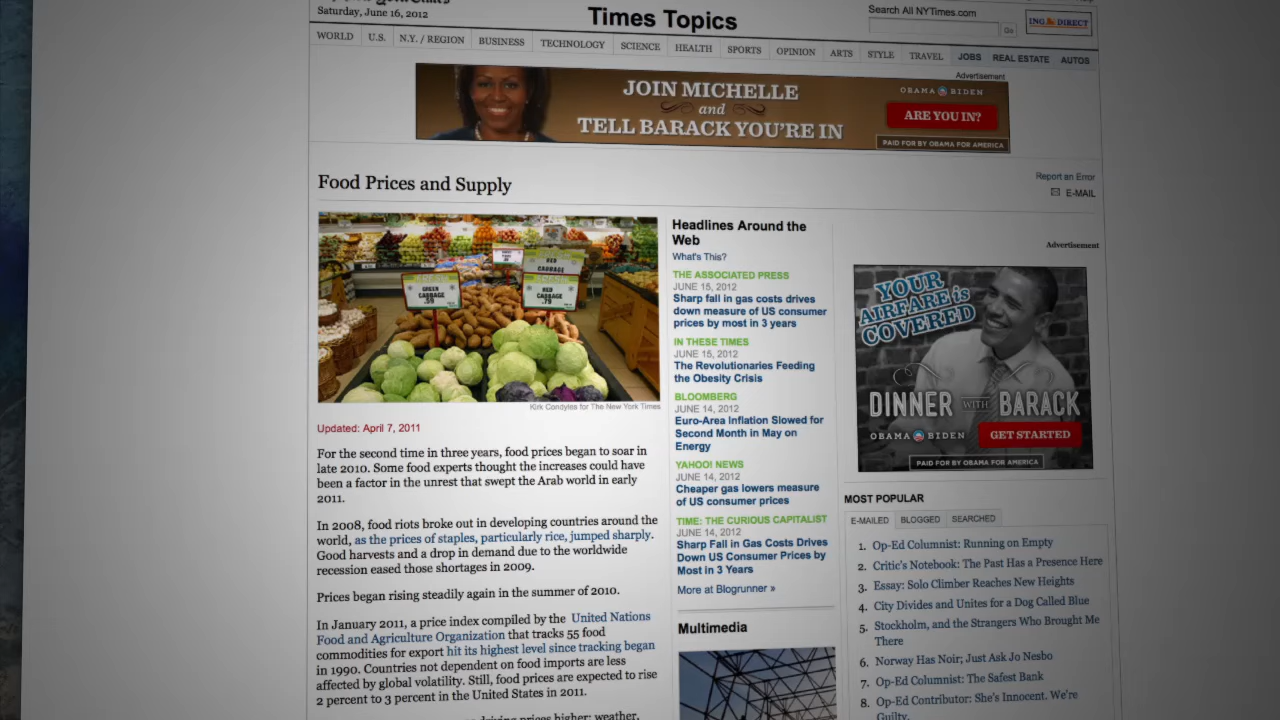 Saturday, June 16, 2012
Times Topics
Search All NYTimes.com
Go
ING DIRECT
WORLD U.S. N.Y. / REGION BUSINESS TECHNOLOGY SCIENCE HEALTH SPORTS OPINION ARTS STYLE TRAVEL JOBS REAL ESTATE AUTOS
Advertisement
JOIN MICHELLE
and
TELL BARACK YOU'RE IN
OBAMA BIDEN
ARE YOU IN?
PAID FOR BY OBAMA FOR AMERICA
Food Prices and Supply
Report an Error
E-MAIL
GREEN
CABBAGE
.59
RED
CABBAGE
RED
CABBAGE
.79
Kirk Condyles for The New York Times
Updated: April 7, 2011
For the second time in three years, food prices began to soar in
late 2010. Some food experts thought the increases could have
been a factor in the unrest that swept the Arab world in early
2011.
In 2008, food riots broke out in developing countries around the
world, as the prices of staples, particularly rice, jumped sharply.
Good harvests and a drop in demand due to the worldwide
recession eased those shortages in 2009.
Prices began rising steadily again in the summer of 2010.
In January 2011, a price index compiled by the United Nations
Food and Agriculture Organization that tracks 55 food
commodities for export hit its highest level since tracking began
in 1990. Countries not dependent on food imports are less
affected by global volatility. Still, food prices are expected to rise
2 percent to 3 percent in the United States in 2011.
driving prices higher: weather,
Headlines Around the
Web
What's This?
THE ASSOCIATED PRESS
JUNE 15, 2012
Sharp fall in gas costs drives
down measure of US consumer
prices by most in 3 years
IN THESE TIMES
JUNE 15, 2012
The Revolutionaries Feeding
the Obesity Crisis
BLOOMBERG
JUNE 14, 2012
Euro-Area Inflation Slowed for
Second Month in May on
Energy
YAHOO! NEWS
JUNE 14, 2012
Cheaper gas lowers measure
of US consumer prices
TIME: THE CURIOUS CAPITALIST
JUNE 14, 2012
Sharp Fall in Gas Costs Drives
Down US Consumer Prices by
Most in 3 Years
More at Blogrunner »
Multimedia
Advertisement
YOUR
AIRFARE is
COVERED
DINNER WITH BARACK
OBAMA BIDEN
GET STARTED
PAID FOR BY OBAMA FOR AMERICA
MOST POPULAR
E-MAILED BLOGGED SEARCHED
1. Op-Ed Columnist: Running on Empty
2. Critic's Notebook: The Past Has a Presence Here
3. Essay: Solo Climber Reaches New Heights
4. City Divides and Unites for a Dog Called Blue
5. Stockholm, and the Strangers Who Brought Me
There
6. Norway Has Noir; Just Ask Jo Nesbo
7. Op-Ed Columnist: The Safest Bank
8. Op-Ed Contributor: She's Innocent. We're
Guilty.